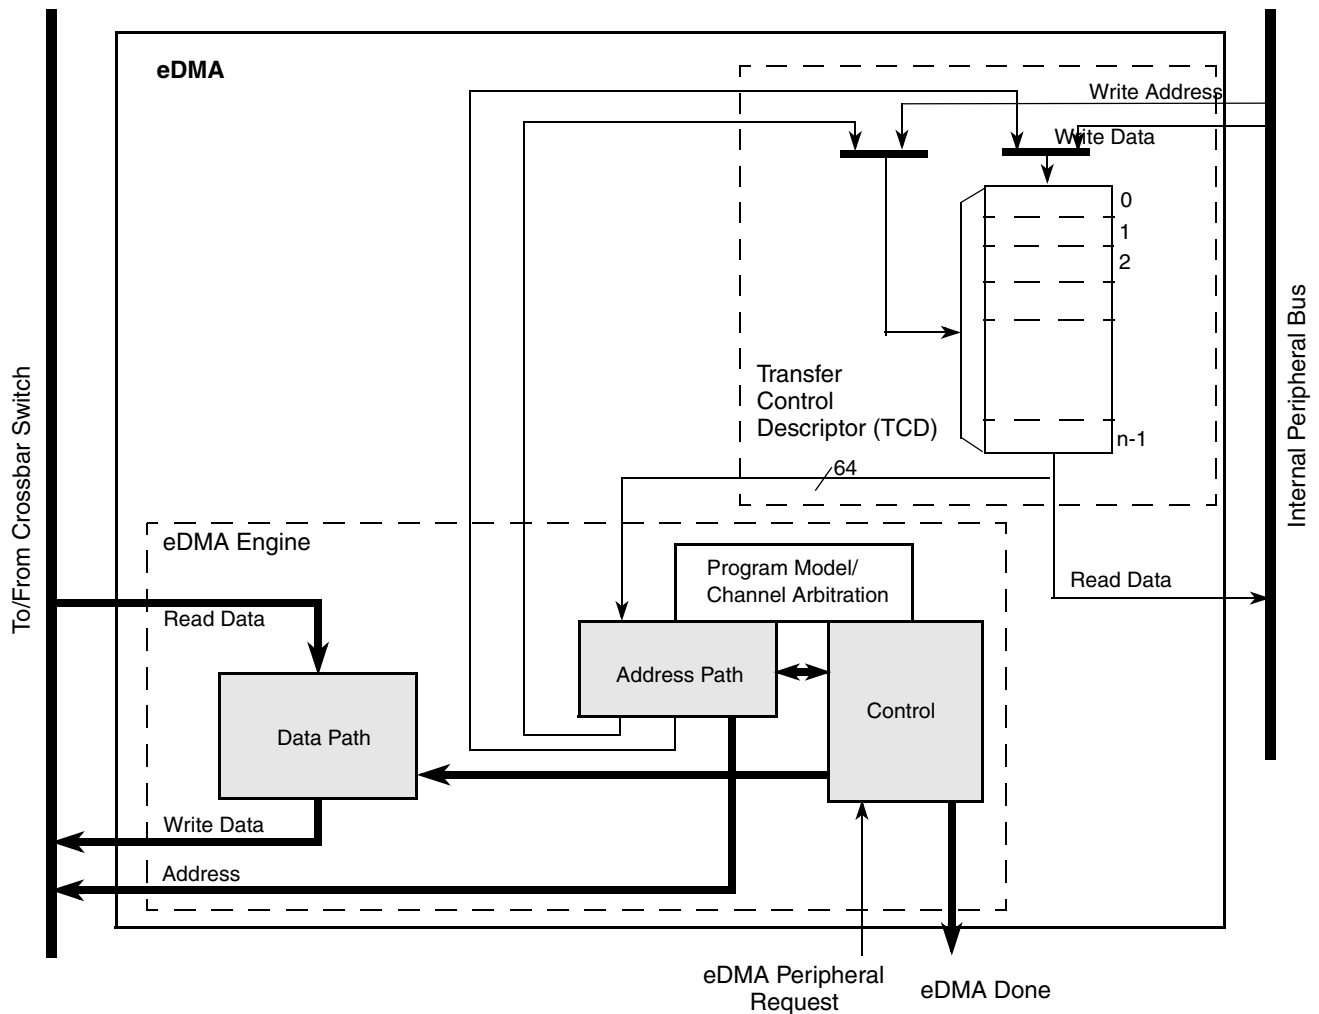 eDMA
Write Address
Write Data
0
1
2
n-1
Transfer
Control
Descriptor (TCD)
64
To/From Crossbar Switch
Internal Peripheral Bus
eDMA Engine
Program Model/
Channel Arbitration
Read Data
Read Data
Address Path
Control
Data Path
Write Data
Address
eDMA Peripheral
Request
eDMA Done